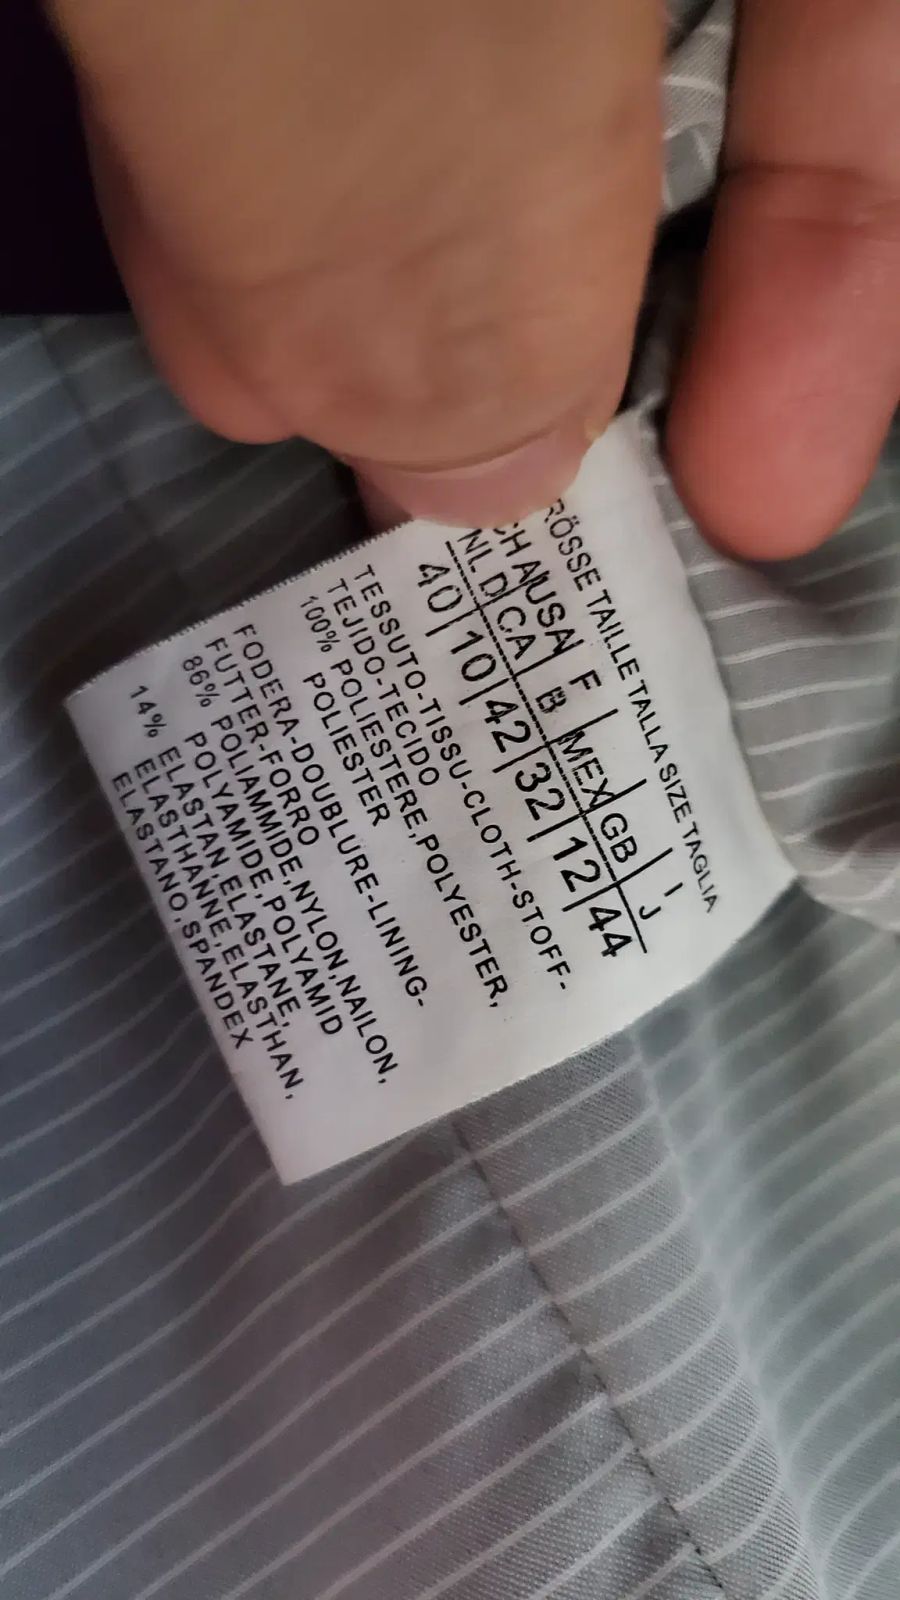 RÖSSE TAILLE TALLA SIZE TAGLIA
CH A USA F | | I
NL D CA B MEX GB J
40|10|42|32|12|44
TESSUTO-TISSU-CLOTH-STOFF-
TEJIDO-TECIDO
100% POLIESTERE,POLYESTER,
POLIESTER
FODERA-DOUBLURE-LINING-
FUTTER-FORRO
86% POLIAMMIDE,NYLON,NAILON,
POLYAMIDE,POLYAMID
14% ELASTAN,ELASTANE,
ELASTHANNE,ELASTHAN,
ELASTANO,SPANDEX